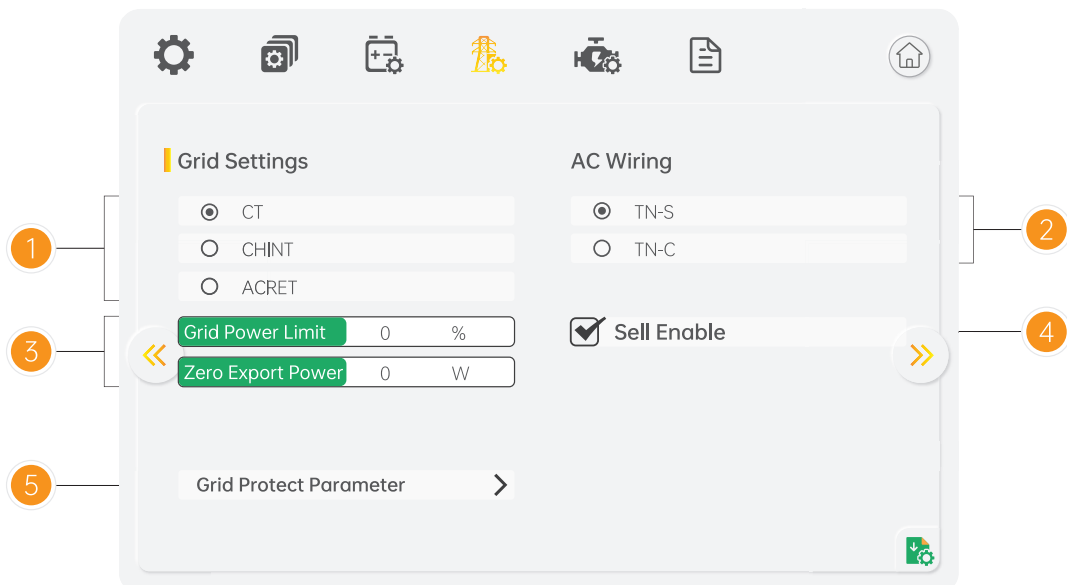 Grid Settings
AC Wiring
1
CT
CHINT
ACRET
TN-S
TN-C
2
3
Grid Power Limit 0 %
Zero Export Power 0 W
Sell Enable
4
5
Grid Protect Parameter